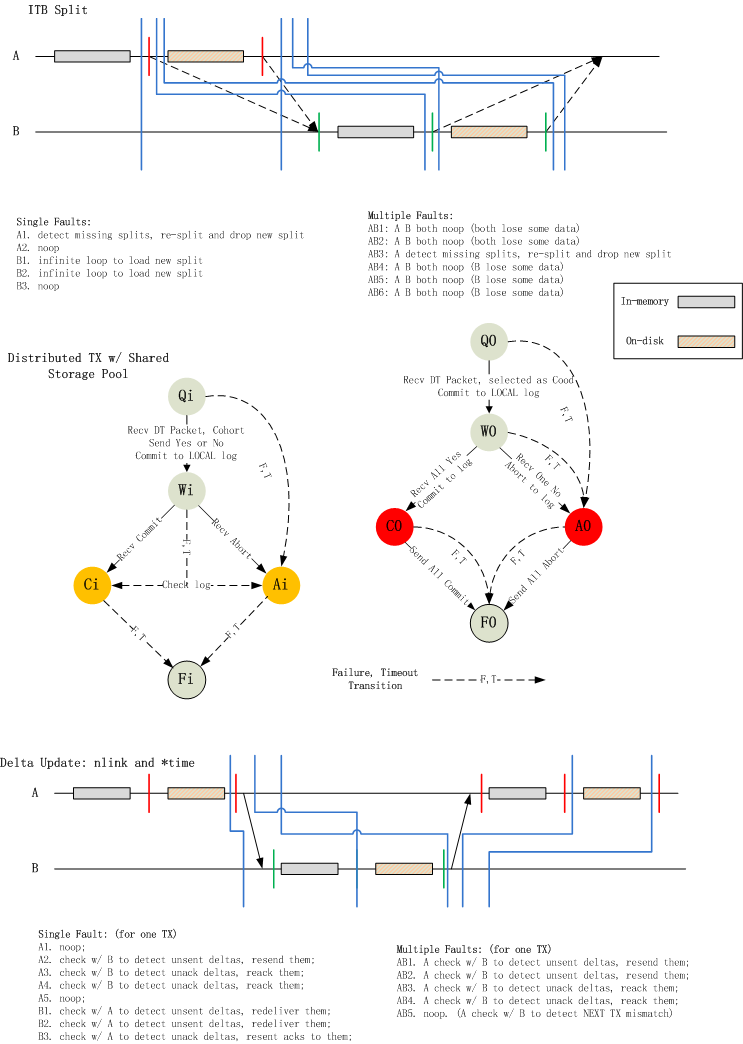 ITB Split
A
B
Single Faults:
A1. detect missing splits, re-split and drop new split
A2. noop
B1. infinite loop to load new split
B2. infinite loop to load new split
B3. noop
Multiple Faults:
AB1: A B both noop (both lose some data)
AB2: A B both noop (both lose some data)
AB3: A detect missing splits, re-split and drop new split
AB4: A B both noop (B lose some data)
AB5: A B both noop (B lose some data)
AB6: A B both noop (B lose some data)
In-memory
On-disk
Distributed TX w/ Shared
Storage Pool
Qi
Recv DT Packet, Cohort
Send Yes or No
Commit to LOCAL log
F,T
Wi
Recv Commit
F,T
Recv Abort
Ci
Check log
Ai
F,T
F,T
Fi
Q0
Recv DT Packet, selected as Cood
Commit to LOCAL log
F,T
W0
Recv All Yes
Commit to log
F,T
Recv One No
Abort to log
C0
A0
F,T
F,T
Send All Commit
Send All Abort
F0
Failure, Timeout
Transition
F,T
Delta Update: nlink and *time
A
B
Single Fault: (for one TX)
A1. noop;
A2. check w/ B to detect unsent deltas, resend them;
A3. check w/ B to detect unack deltas, reack them;
A4. check w/ B to detect unack deltas, reack them;
A5. noop;
B1. check w/ A to detect unsent deltas, redeliver them;
B2. check w/ A to detect unsent deltas, redeliver them;
B3. check w/ A to detect unack deltas, resent acks to them;
Multiple Faults: (for one TX)
AB1. A check w/ B to detect unsent deltas, resend them;
AB2. A check w/ B to detect unsent deltas, resend them;
AB3. A check w/ B to detect unack deltas, reack them;
AB4. A check w/ B to detect unack deltas, reack them;
AB5. noop. (A check w/ B to detect NEXT TX mismatch)